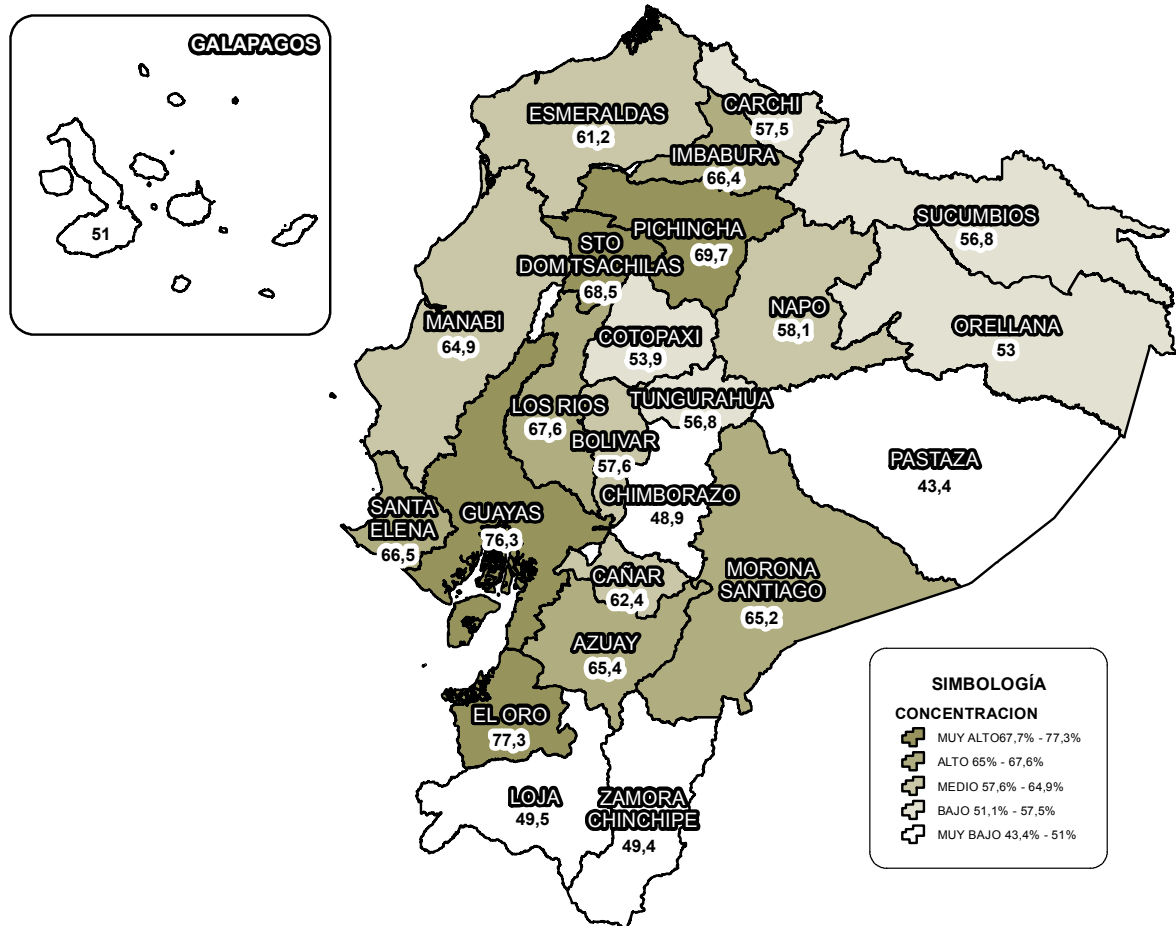 GALAPAGOS
51
ESMERALDAS
61,2
CARCHI
57,5
IMBABURA
66,4
PICHINCHA
69,7
STO
DOM TSACHILAS
68,5
SUCUMBIOS
56,8
MANABI
64,9
COTOPAXI
53,9
NAPO
58,1
ORELLANA
53
LOS RIOS
67,6
TUNGURAHUA
56,8
BOLIVAR
57,6
PASTAZA
43,4
CHIMBORAZO
48,9
SANTA
ELENA
66,5
GUAYAS
76,3
CAÑAR
62,4
MORONA
SANTIAGO
65,2
AZUAY
65,4
EL ORO
77,3
LOJA
49,5
ZAMORA
CHINCHIPE
49,4
SIMBOLOGÍA
CONCENTRACION
MUY ALTO67,7% - 77,3%
ALTO 65% - 67,6%
MEDIO 57,6% - 64,9%
BAJO 51,1% - 57,5%
MUY BAJO 43,4% - 51%